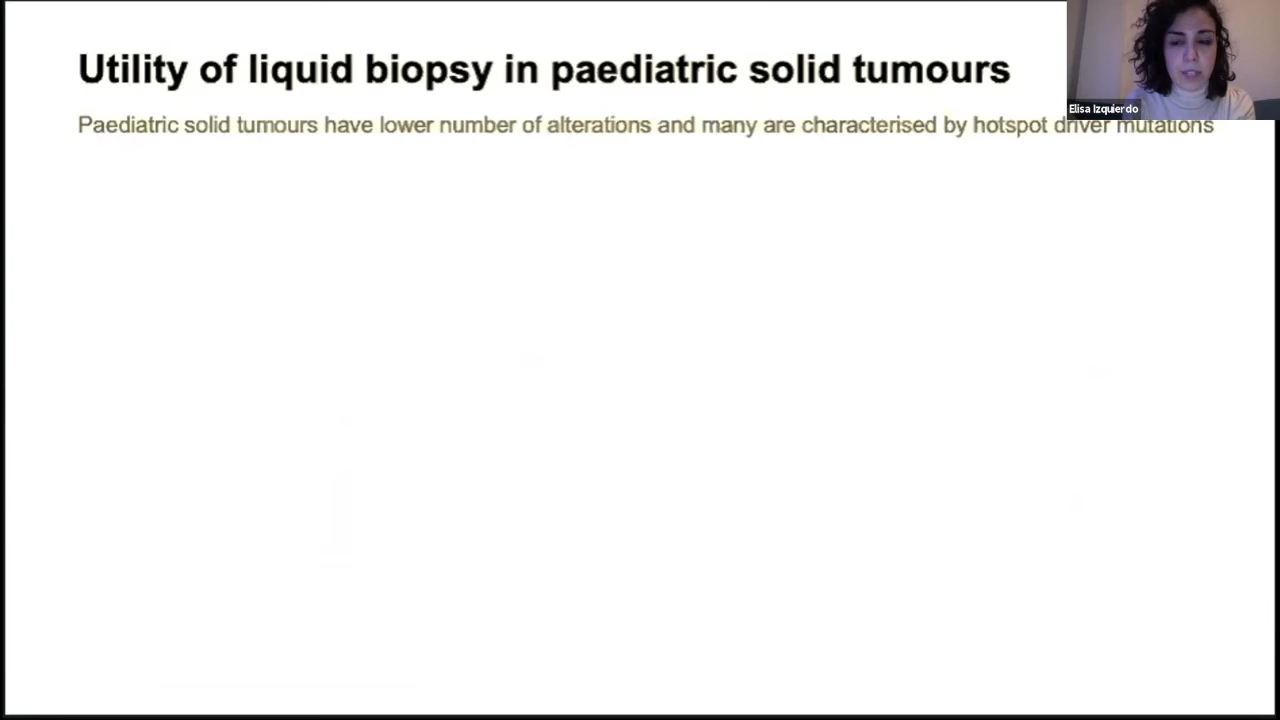 Utility of liquid biopsy in paediatric solid tumours
Paediatric solid tumours have lower number of alterations and many are characterised by hotspot driver mutations
Elisa Izquierdo